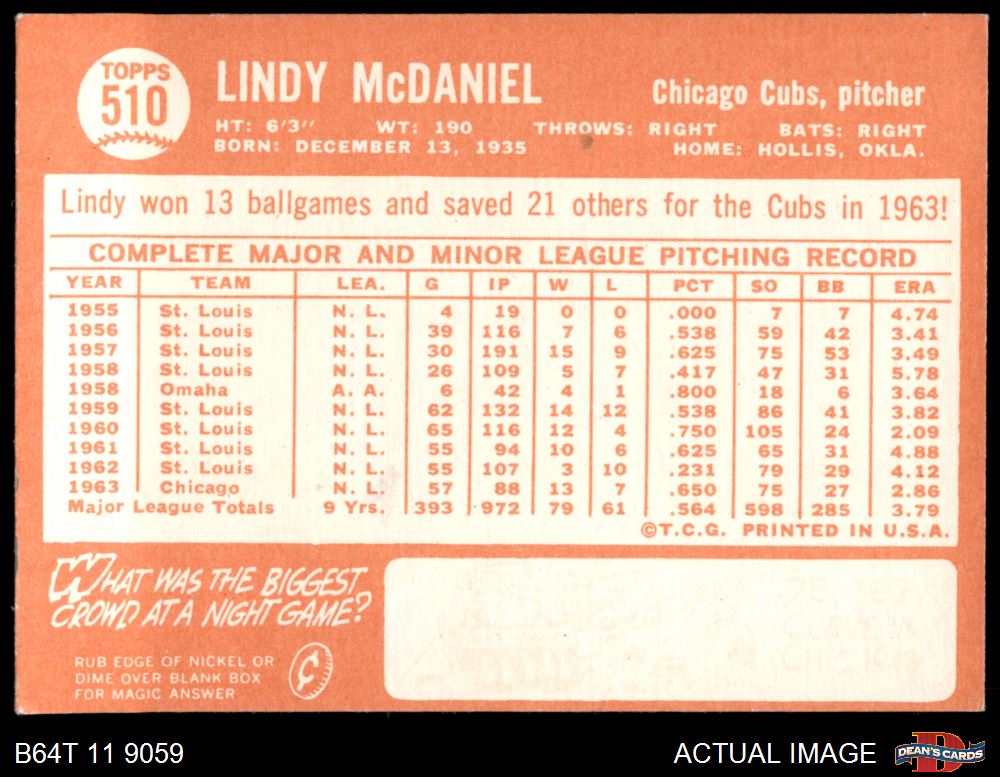 TOPPS
510
LINDY McDANIEL
Chicago Cubs, pitcher
HT: 6'3'' WT: 190 THROWS: RIGHT BATS: RIGHT
BORN: DECEMBER 13, 1935 HOME: HOLLIS, OKLA.
Lindy won 13 ballgames and saved 21 others for the Cubs in 1963!
COMPLETE MAJOR AND MINOR LEAGUE PITCHING RECORD
YEAR TEAM LEA. G IP W L PCT SO BB ERA
1955 St. Louis N. L. 4 19 0 0 .000 7 7 4.74
1956 St. Louis N. L. 39 116 7 6 .538 59 42 3.41
1957 St. Louis N. L. 30 191 15 9 .625 75 53 3.49
1958 St. Louis N. L. 26 109 5 7 .417 47 31 5.78
1958 Omaha A. A. 6 42 4 1 .800 18 6 3.64
1959 St. Louis N. L. 62 132 14 12 .538 86 41 3.82
1960 St. Louis N. L. 65 116 12 4 .750 105 24 2.09
1961 St. Louis N. L. 55 94 10 6 .625 65 31 4.88
1962 St. Louis N. L. 55 107 3 10 .231 79 29 4.12
1963 Chicago N. L. 57 88 13 7 .650 75 27 2.86
Major League Totals 9 Yrs. 393 972 79 61 .564 598 285 3.79
©T.C.G. PRINTED IN U.S.A.
WHAT WAS THE BIGGEST
CROWD AT A NIGHT GAME?
RUB EDGE OF NICKEL OR
DIME OVER BLANK BOX
FOR MAGIC ANSWER
B64T 11 9059
ACTUAL IMAGE
DEAN'S CARDS